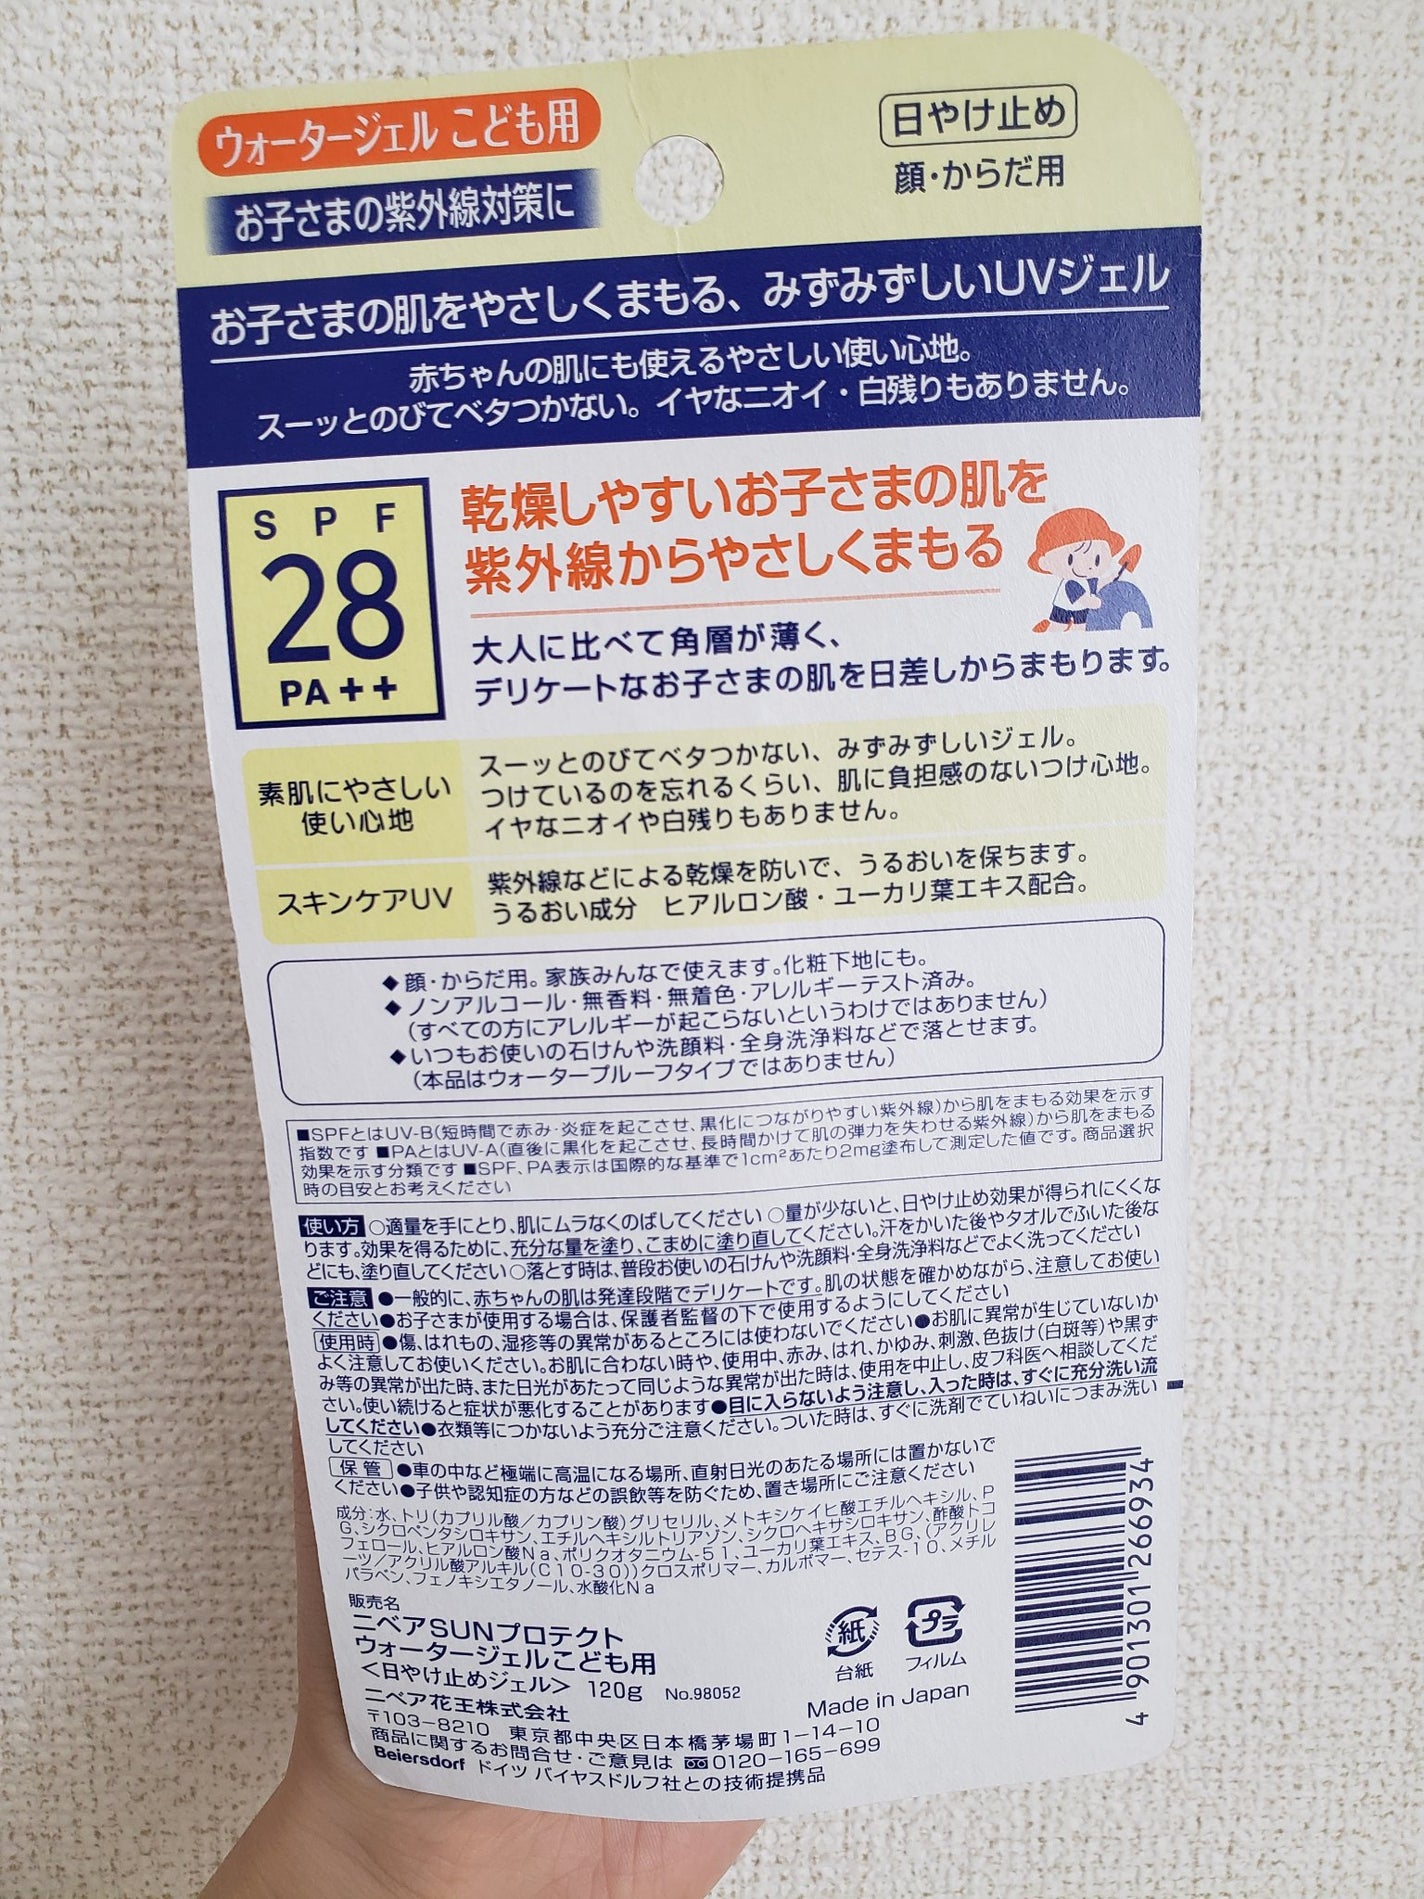 ウォータージェル こども用
お子さまの紫外線対策に
日やけ止め
顔・からだ用
お子さまの肌をやさしくまもる、みずみずしいUVジェル
赤ちゃんの肌にも使えるやさしい使い心地。
スーッとのびてベタつかない。イヤなニオイ・白残りもありません。
SPF
28
PA++
乾燥しやすいお子さまの肌を
紫外線からやさしくまもる
大人に比べて角層が薄く、
デリケートなお子さまの肌を日差しからまもります。
素肌にやさしい
使い心地
スーッとのびてベタつかない、みずみずしいジェル。
つけているのを忘れるくらい、肌に負担感のないつけ心地。
イヤなニオイや白残りもありません。
スキンケアUV
紫外線などによる乾燥を防いで、うるおいを保ちます。
うるおい成分 ヒアルロン酸・ユーカリ葉エキス配合。
◆顔・からだ用。家族みんなで使えます。化粧下地にも。
◆ノンアルコール・無香料・無着色・アレルギーテスト済み。
(すべての方にアレルギーが起こらないというわけではありません)
◆いつもお使いの石けんや洗顔料・全身洗浄料などで落とせます。
(本品はウォータープルーフタイプではありません)
■SPFとはUV-B(短時間で赤み・炎症を起こさせ、黒化につながりやすい紫外線)から肌をまもる効果を示す
指数です ■PAとはUV-A(直後に黒化を起こさせ、長時間かけて肌の弾力を失わせる紫外線)から肌をまもる
効果を示す分類です ■SPF、PA表示は国際的な基準で1cm²あたり2mg塗布して測定した値です。商品選択
時の目安とお考えください
使い方 ○適量を手にとり、肌にムラなくのばしてください ○量が少ないと、日やけ止め効果が得られにくくな
ります。効果を得るために、充分な量を塗り、こまめに塗り直してください。汗をかいた後やタオルでふいた後な
どにも、塗り直してください ○落とす時は、普段お使いの石けんや洗顔料・全身洗浄料などでよく洗ってください
ご注意 ●一般的に、赤ちゃんの肌は発達段階でデリケートです。肌の状態を確かめながら、注意してお使い
ください●お子さまが使用する場合は、保護者監督の下で使用するようにしてください
使用時 ●傷、はれもの、湿疹等の異常があるところには使わないでください●お肌に異常が生じていないか
よく注意してお使いください。お肌に合わない時や、使用中、赤み、はれ、かゆみ、刺激、色抜け(白斑等)や黒ず
み等の異常が出た時、また日光があたって同じような異常が出た時は、使用を中止し、皮フ科医へ相談してくだ
さい。使い続けると症状が悪化することがあります●目に入らないよう注意し、入った時は、すぐに充分洗い流
してください●衣類等につかないよう充分ご注意ください。ついた時は、すぐに洗剤でていねいにつまみ洗い
してください
保管 ●車の中など極端に高温になる場所、直射日光のあたる場所には置かないで
ください●子供や認知症の方などの誤飲等を防ぐため、置き場所にご注意ください
成分:水、トリ(カプリル酸/カプリン酸)グリセリル、メトキシケイヒ酸エチルヘキシル、P
G、シクロペンタシロキサン、エチルヘキシルトリアゾン、シクロヘキサシロキサン、酢酸トコ
フェロール、ヒアルロン酸Na、ポリクオタニウム-51、ユーカリ葉エキス、BG、(アクリレ
ーツ/アクリル酸アルキル(C10-30))クロスポリマー、カルボマー、セテス-10、メチル
パラベン、フェノキシエタノール、水酸化Na
販売名
ニベアSUNプロテクト
ウォータージェルこども用
<日やけ止めジェル> 120g No.98052
紙
台紙
プラ
フィルム
Made in Japan
ニベア花王株式会社
〒103-8210 東京都中央区日本橋茅場町1-14-10
商品に関するお問合せ・ご意見は 0120-165-699
Beiersdorf ドイツ バイヤスドルフ社との技術提携品
4 901301 266934